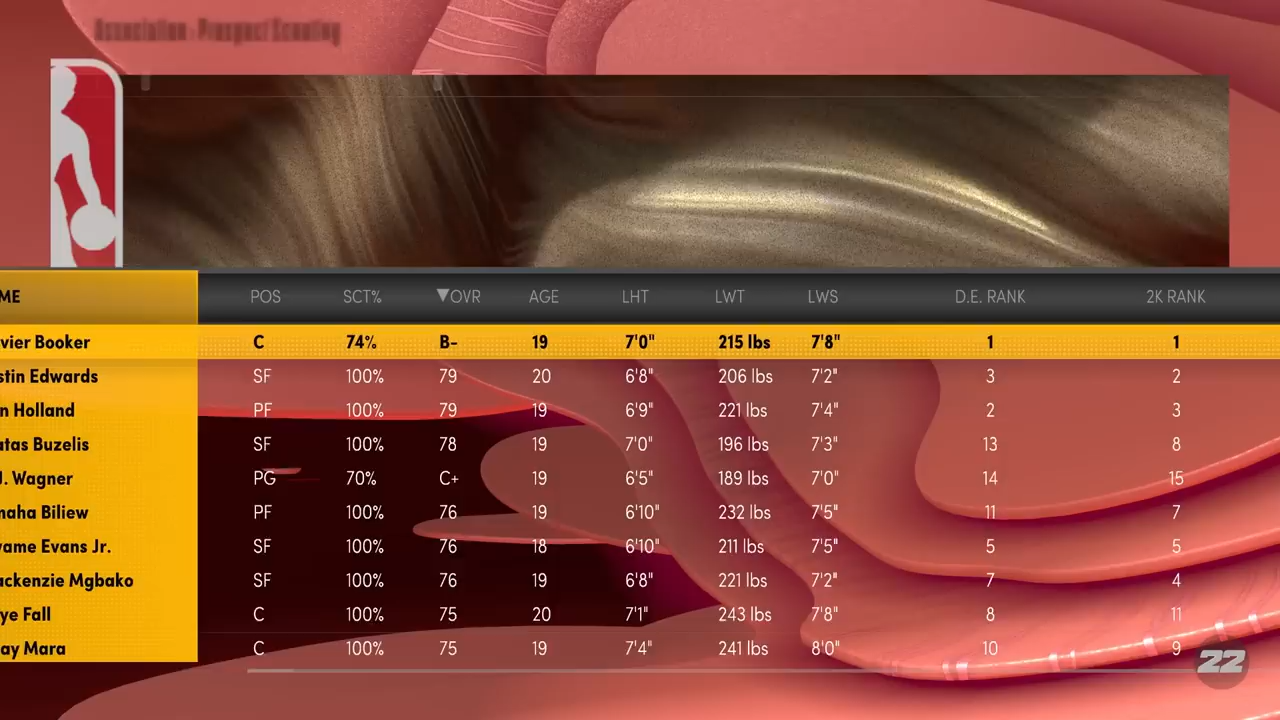 Association - Prospect Scouting
ME POS SCT% ▼OVR AGE LHT LWT LWS D.E. RANK 2K RANK
vier Booker C 74% B- 19 7'0" 215 lbs 7'8" 1 1
stin Edwards SF 100% 79 20 6'8" 206 lbs 7'2" 3 2
n Holland PF 100% 79 19 6'9" 221 lbs 7'4" 2 3
atas Buzelis SF 100% 78 19 7'0" 196 lbs 7'3" 13 8
J. Wagner PG 70% C+ 19 6'5" 189 lbs 7'0" 14 15
maha Biliew PF 100% 76 19 6'10" 232 lbs 7'5" 11 7
wame Evans Jr. SF 100% 76 18 6'10" 211 lbs 7'5" 5 5
ackenzie Mgbako SF 100% 76 19 6'8" 221 lbs 7'2" 7 4
ye Fall C 100% 75 20 7'1" 243 lbs 7'8" 8 11
ay Mara C 100% 75 19 7'4" 241 lbs 8'0" 10 9
22